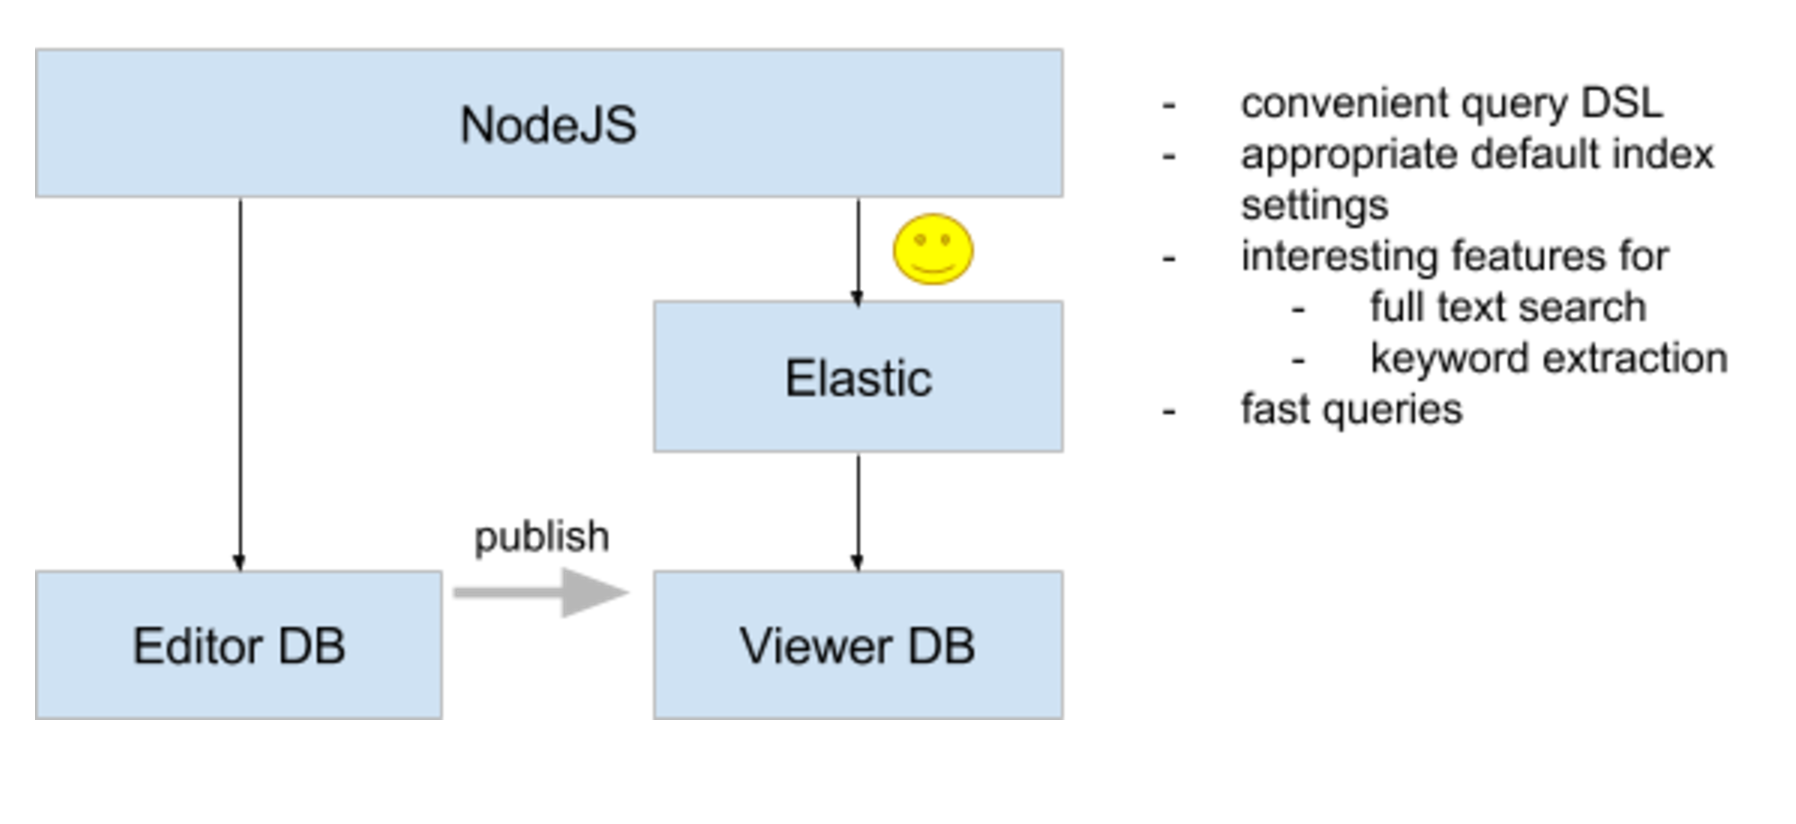 NodeJS
Elastic
publish
Editor DB
Viewer DB
- convenient query DSL
- appropriate default index
settings
- interesting features for
- full text search
- keyword extraction
- fast queries